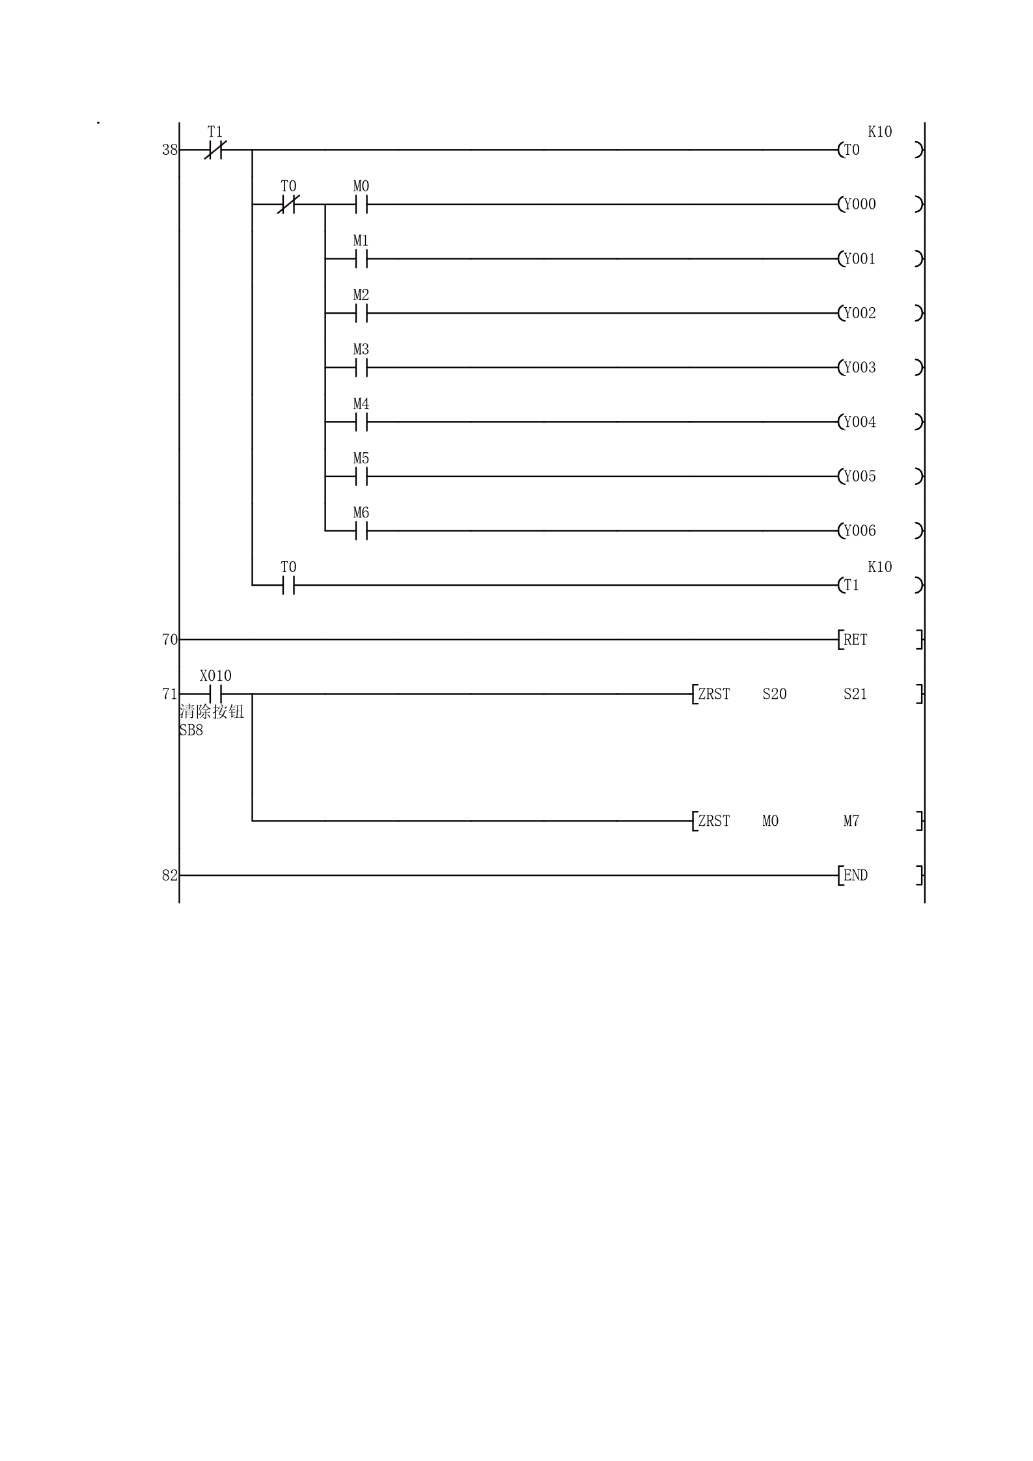 .
T1 K10
38 T0
T0 M0
Y000
M1
Y001
M2
Y002
M3
Y003
M4
Y004
M5
Y005
M6
Y006
T0 K10
T1
70 RET
X010
71 ZRST S20 S21
清除按钮
SB8
ZRST M0 M7
82 END